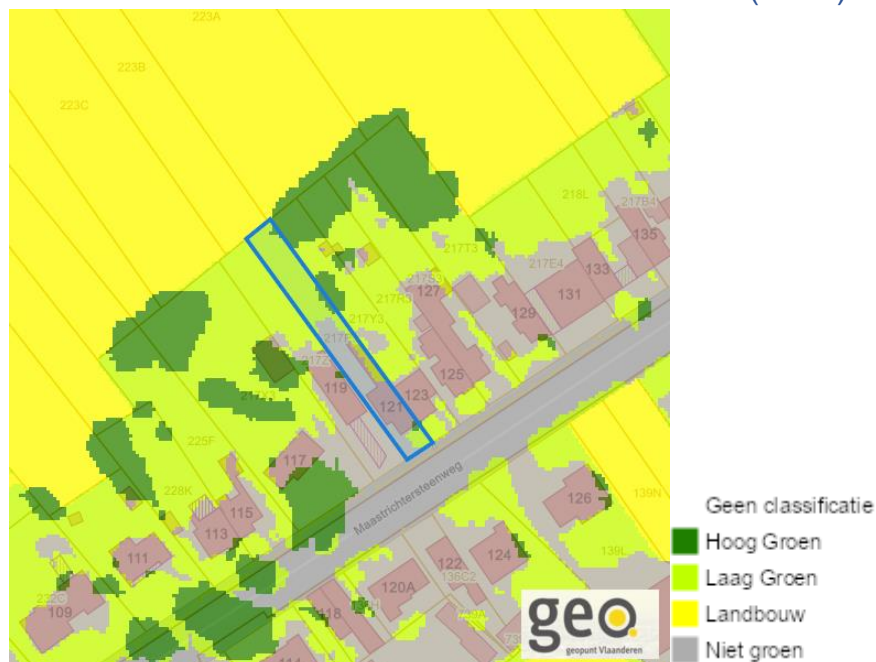 223A
223B
223C
218L
217B4
135
217T3
217E4
133
131
217S3
127
217R3
129
217Y3
125
119
123
121
225F
117
228K
115
113
111
109
Maastrichtersteenweg
126
139N
139L
124
122
136C2
120A
118
geo
geopunt Vlaanderen
Geen classificatie
Hoog Groen
Laag Groen
Landbouw
Niet groen